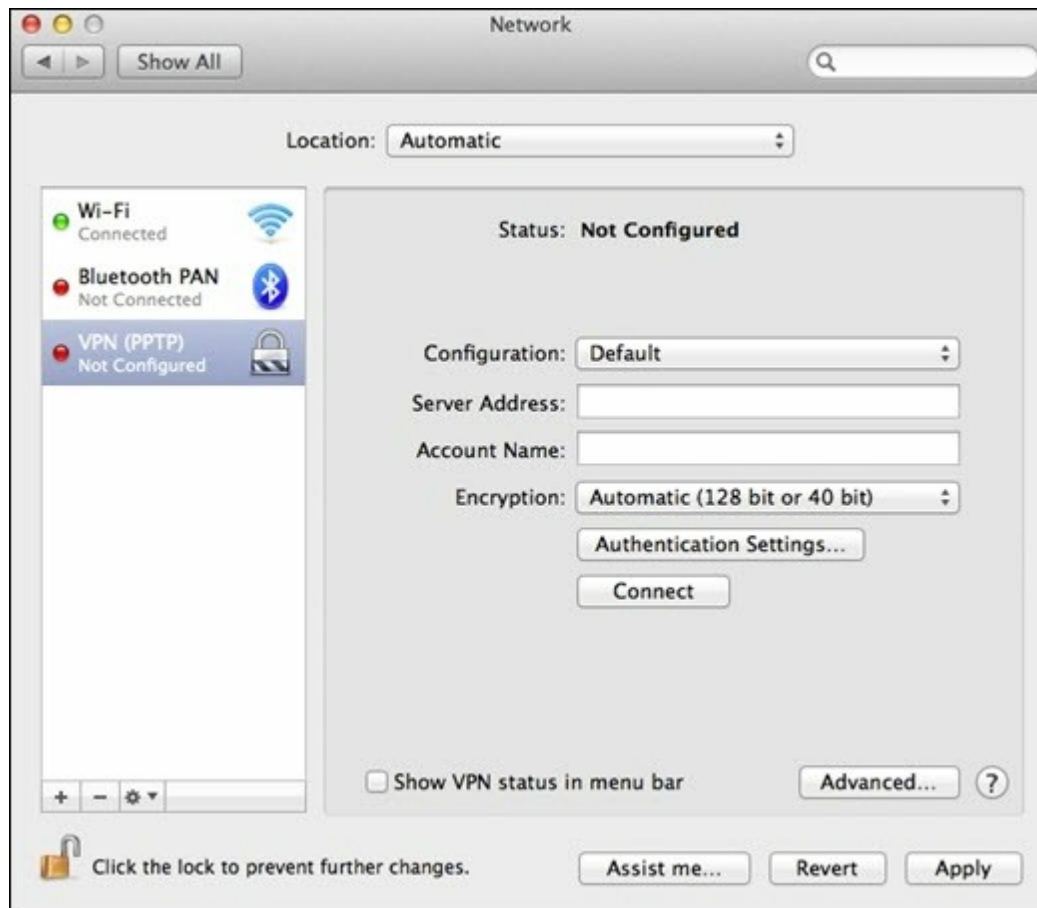 Network
Show All
Location: Automatic
Wi-Fi
Connected
Bluetooth PAN
Not Connected
VPN (PPTP)
Not Configured
Status: Not Configured
Configuration: Default
Server Address:
Account Name:
Encryption: Automatic (128 bit or 40 bit)
Authentication Settings...
Connect
Show VPN status in menu bar
Advanced... ?
+ −
Click the lock to prevent further changes.
Assist me... Revert Apply